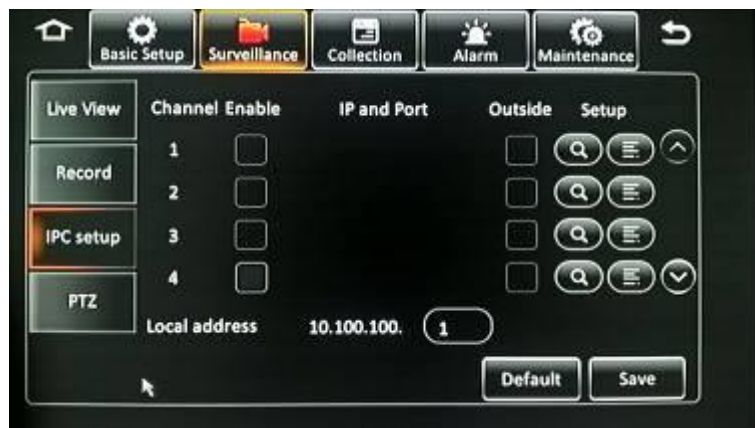 Basic Setup Surveillance Collection Alarm Maintenance
Live View
Record
IPC setup
PTZ
Channel Enable IP and Port Outside Setup
1
2
3
4
Local address 10.100.100. 1
Default Save